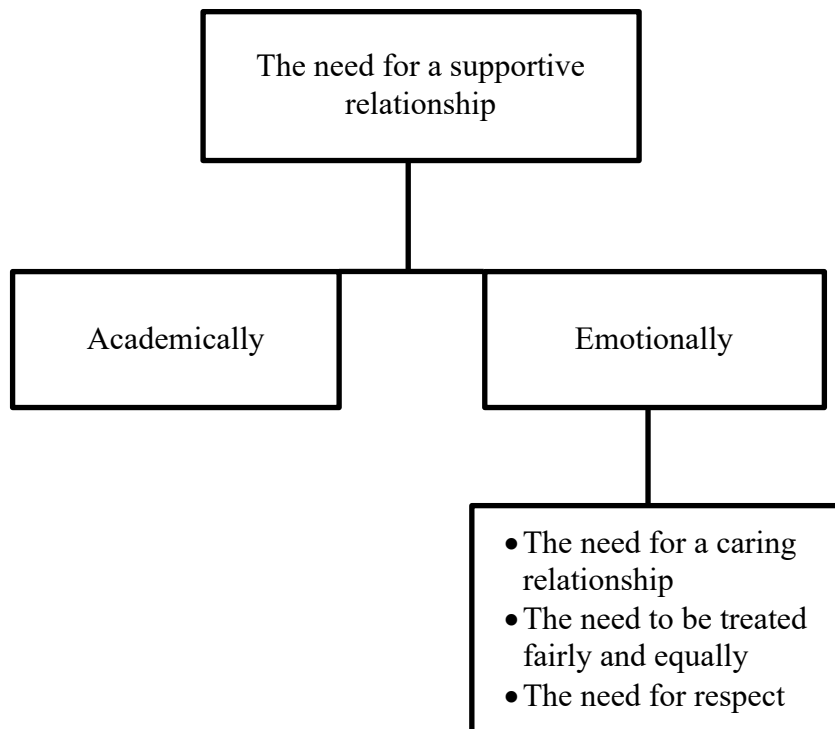 The need for a supportive
relationship
Academically
Emotionally
•The need for a caring
relationship
•The need to be treated
fairly and equally
•The need for respect